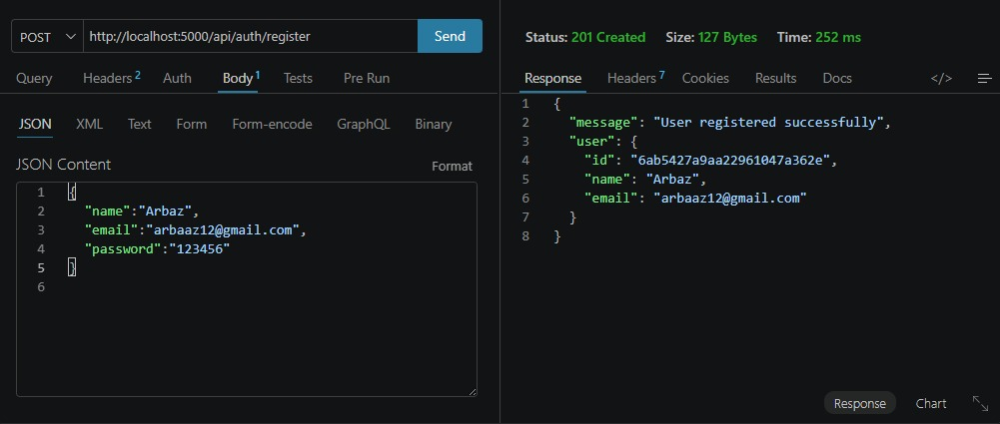 POST http://localhost:5000/api/auth/register Send
Query Headers 2 Auth Body 1 Tests Pre Run
JSON XML Text Form Form-encode GraphQL Binary
JSON Content Format
1 {
2 "name":"Arbaz",
3 "email":"arbaaz12@gmail.com",
4 "password":"123456"
5 }
6
Status: 201 Created Size: 127 Bytes Time: 252 ms
Response Headers 7 Cookies Results Docs </>
1 {
2 "message": "User registered successfully",
3 "user": {
4 "id": "6ab5427a9aa22961047a362e",
5 "name": "Arbaz",
6 "email": "arbaaz12@gmail.com"
7 }
8 }
Response Chart